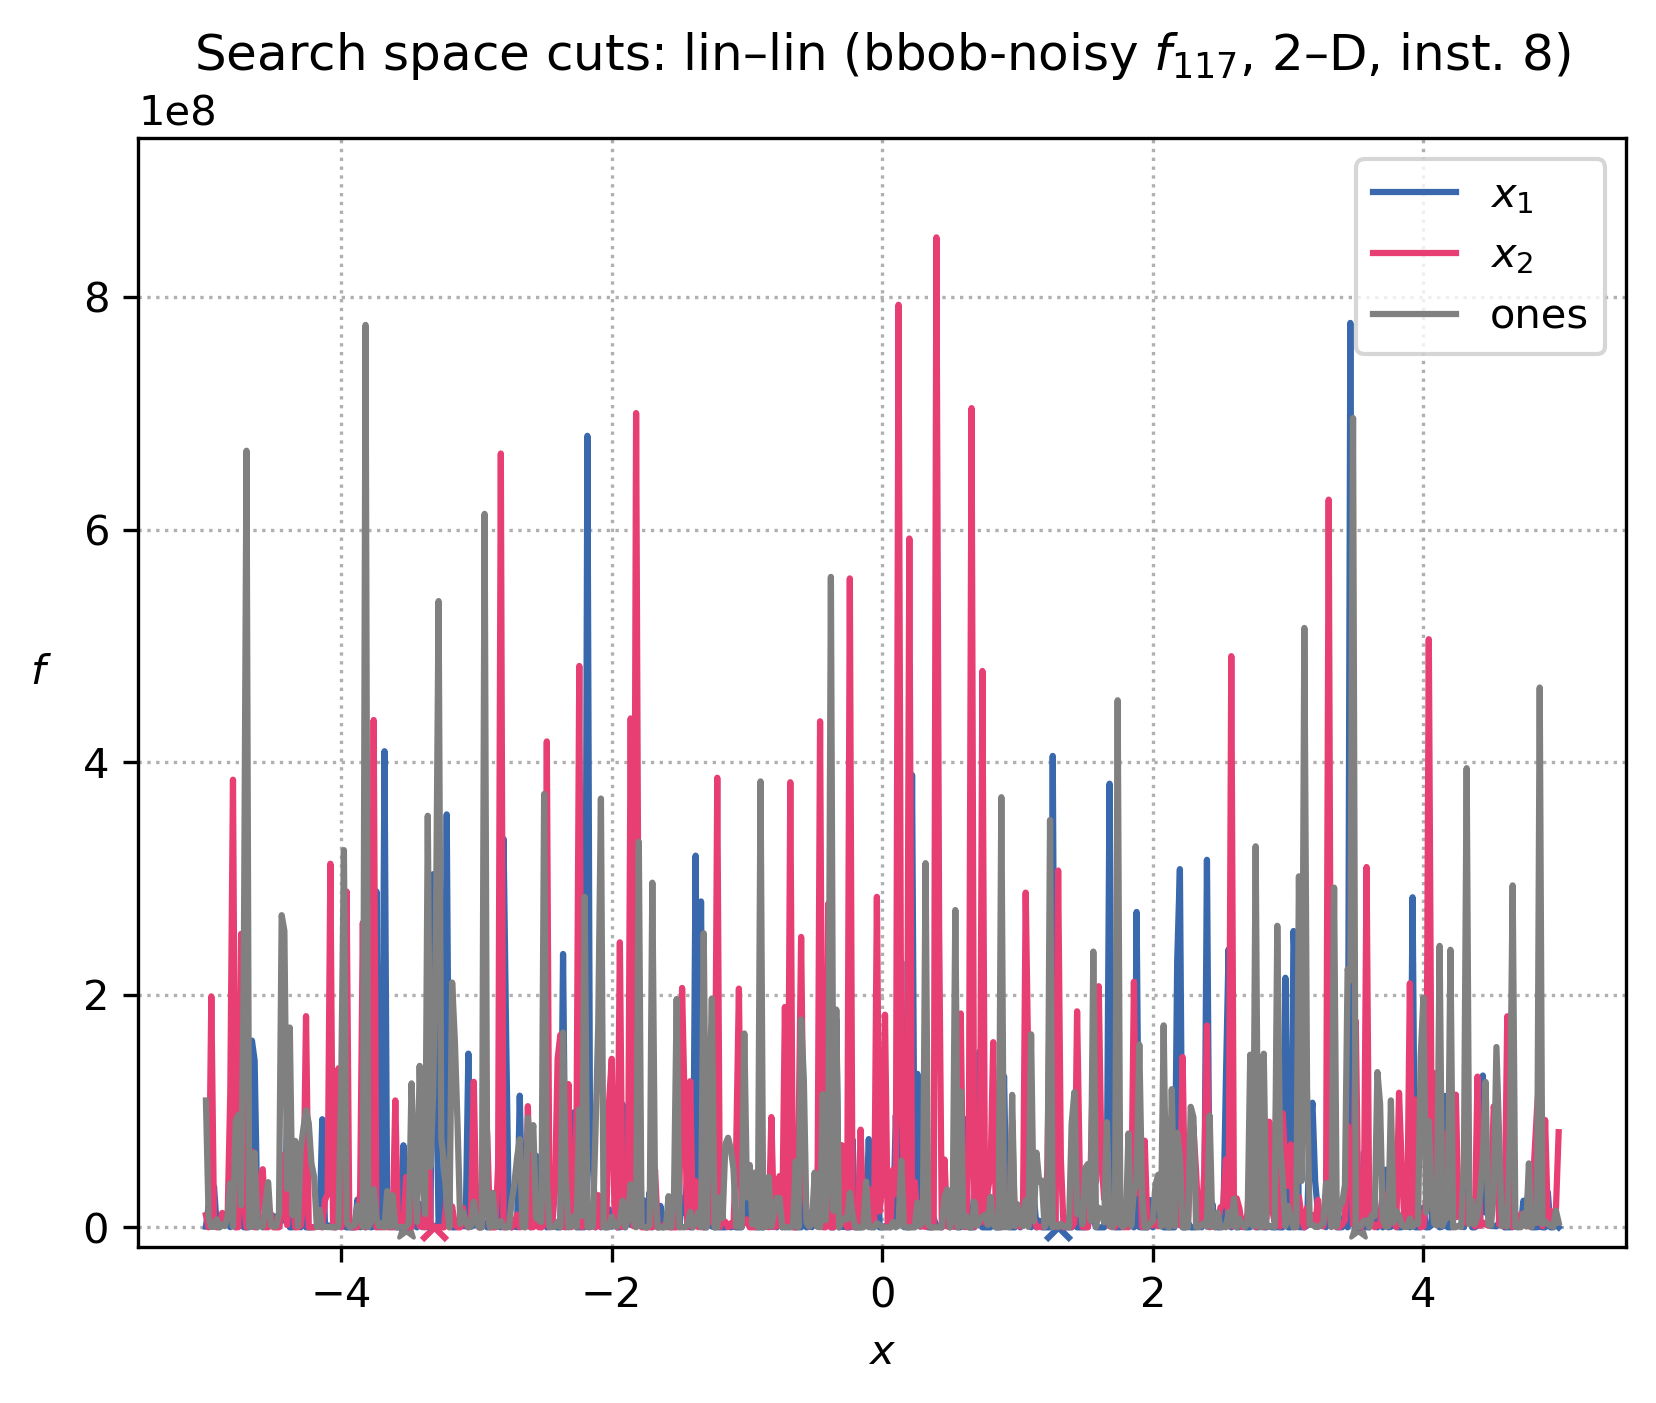 Search space cuts: lin–lin (bbob-noisy f₁₁₇, 2–D, inst. 8)
1e8
x₁
x₂
ones
8
6
4
2
0
f
−4 −2 0 2 4
x